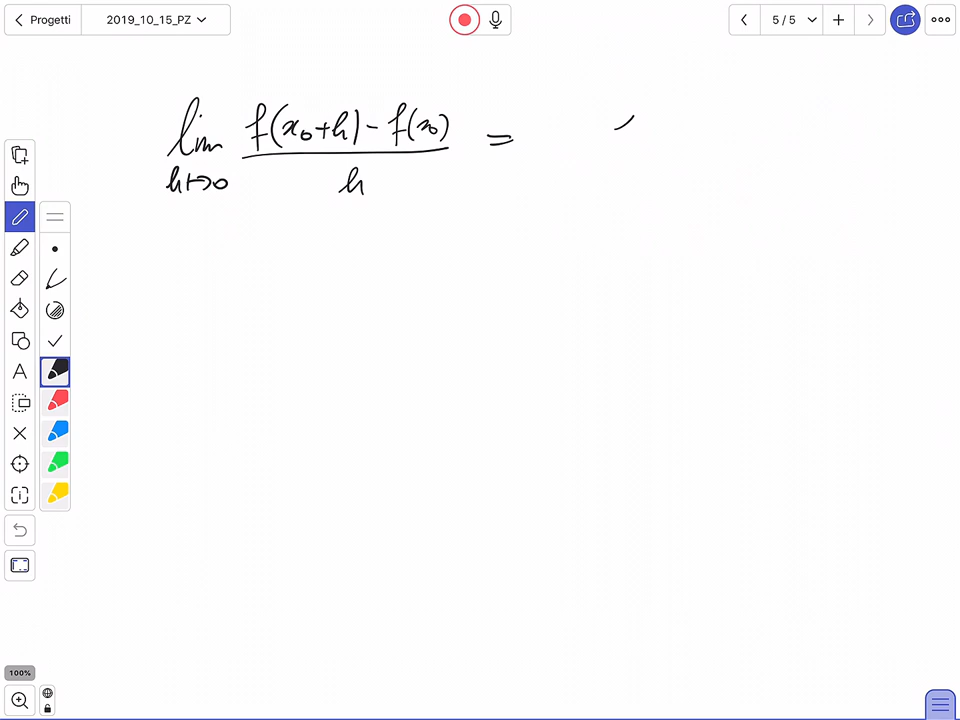 Progetti 2019_10_15_PZ 5 / 5
lim f(x₀+h) - f(x₀) =
h→0 h
A
100%